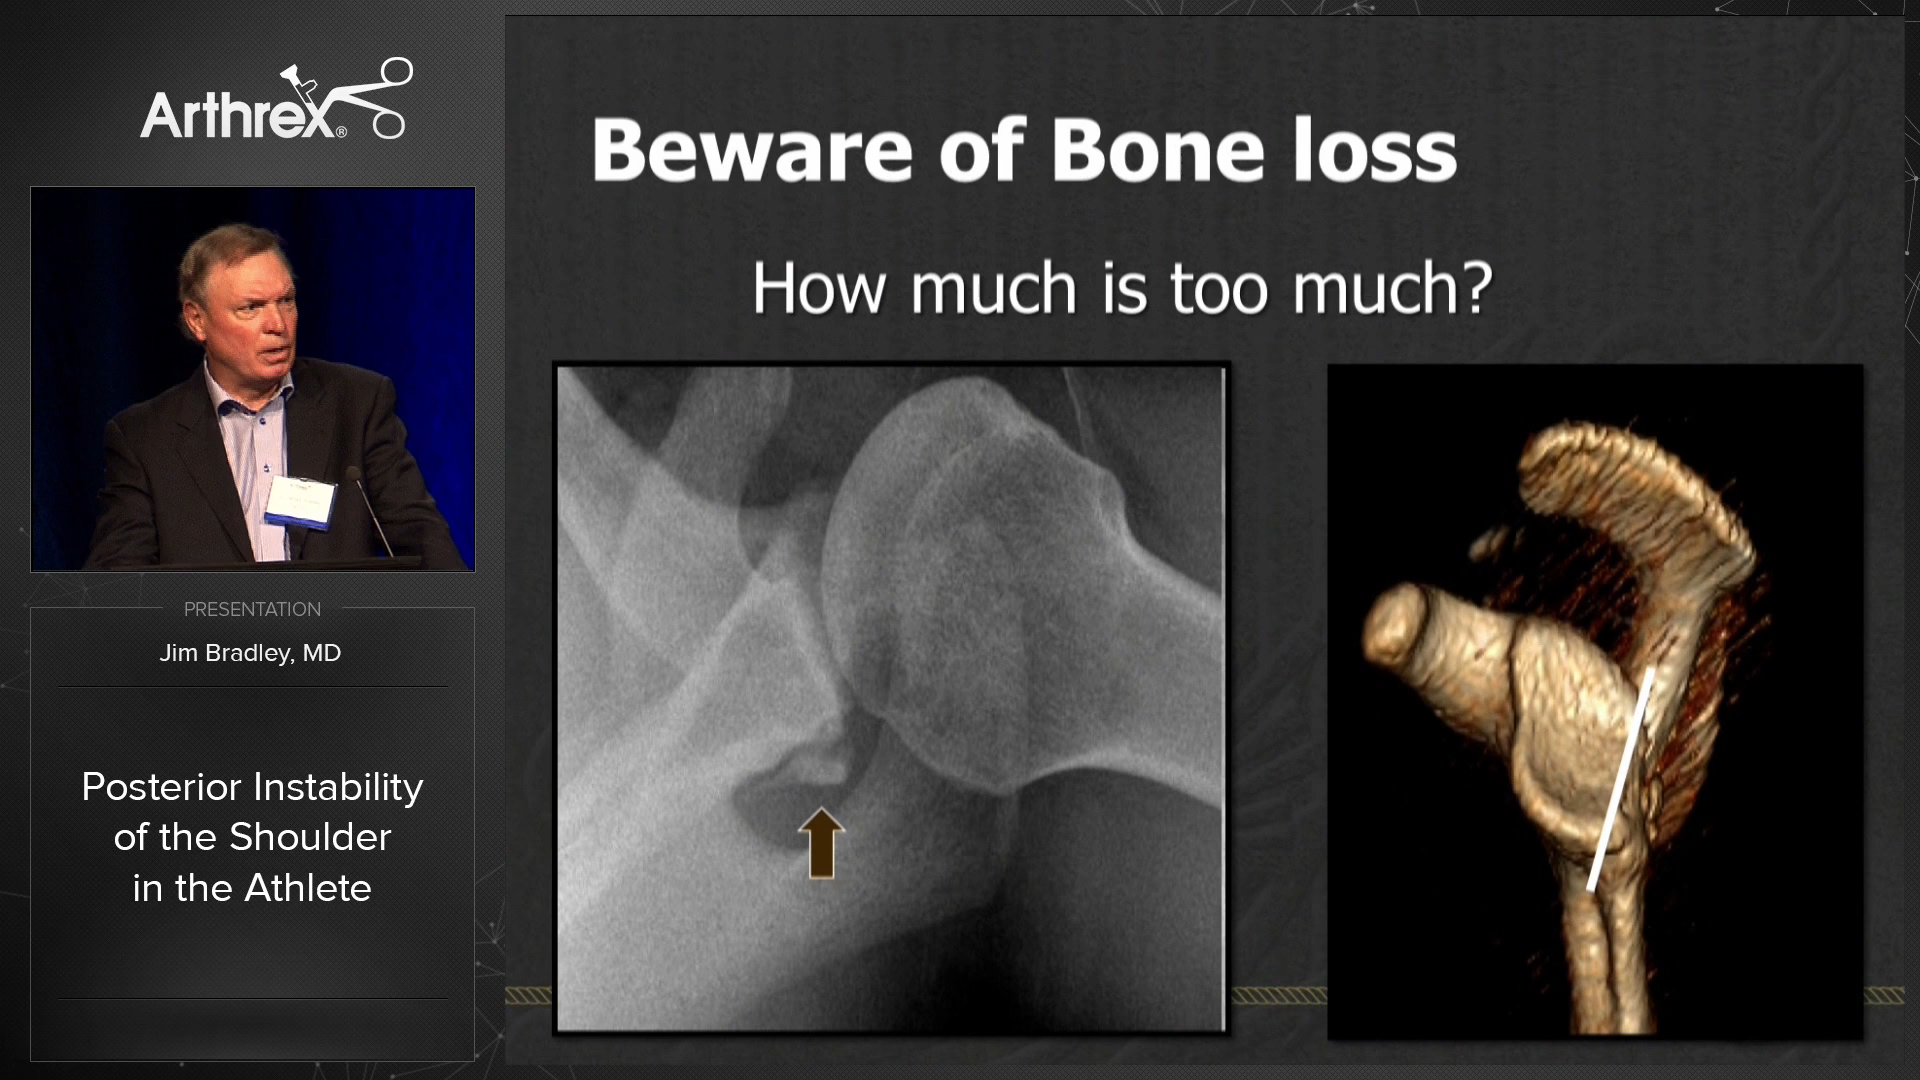 Arthrex®
PRESENTATION
Jim Bradley, MD
Posterior Instability
of the Shoulder
in the Athlete
Beware of Bone loss
How much is too much?